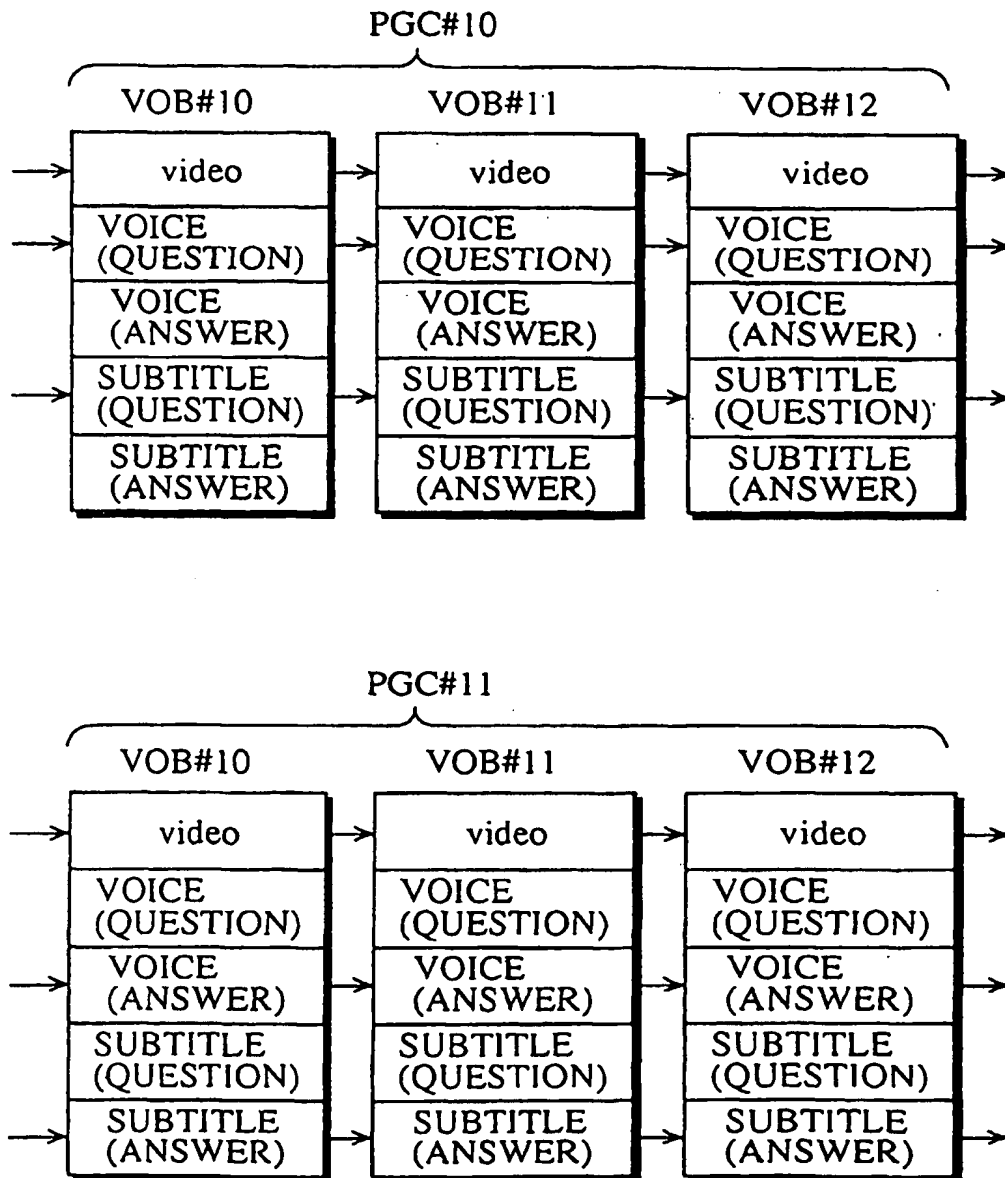 PGC#10
VOB#10 VOB#11 VOB#12
video video video
VOICE VOICE VOICE
(QUESTION) (QUESTION) (QUESTION)
VOICE VOICE VOICE
(ANSWER) (ANSWER) (ANSWER)
SUBTITLE SUBTITLE SUBTITLE
(QUESTION) (QUESTION) (QUESTION)
SUBTITLE SUBTITLE SUBTITLE
(ANSWER) (ANSWER) (ANSWER)
PGC#11
VOB#10 VOB#11 VOB#12
video video video
VOICE VOICE VOICE
(QUESTION) (QUESTION) (QUESTION)
VOICE VOICE VOICE
(ANSWER) (ANSWER) (ANSWER)
SUBTITLE SUBTITLE SUBTITLE
(QUESTION) (QUESTION) (QUESTION)
SUBTITLE SUBTITLE SUBTITLE
(ANSWER) (ANSWER) (ANSWER)